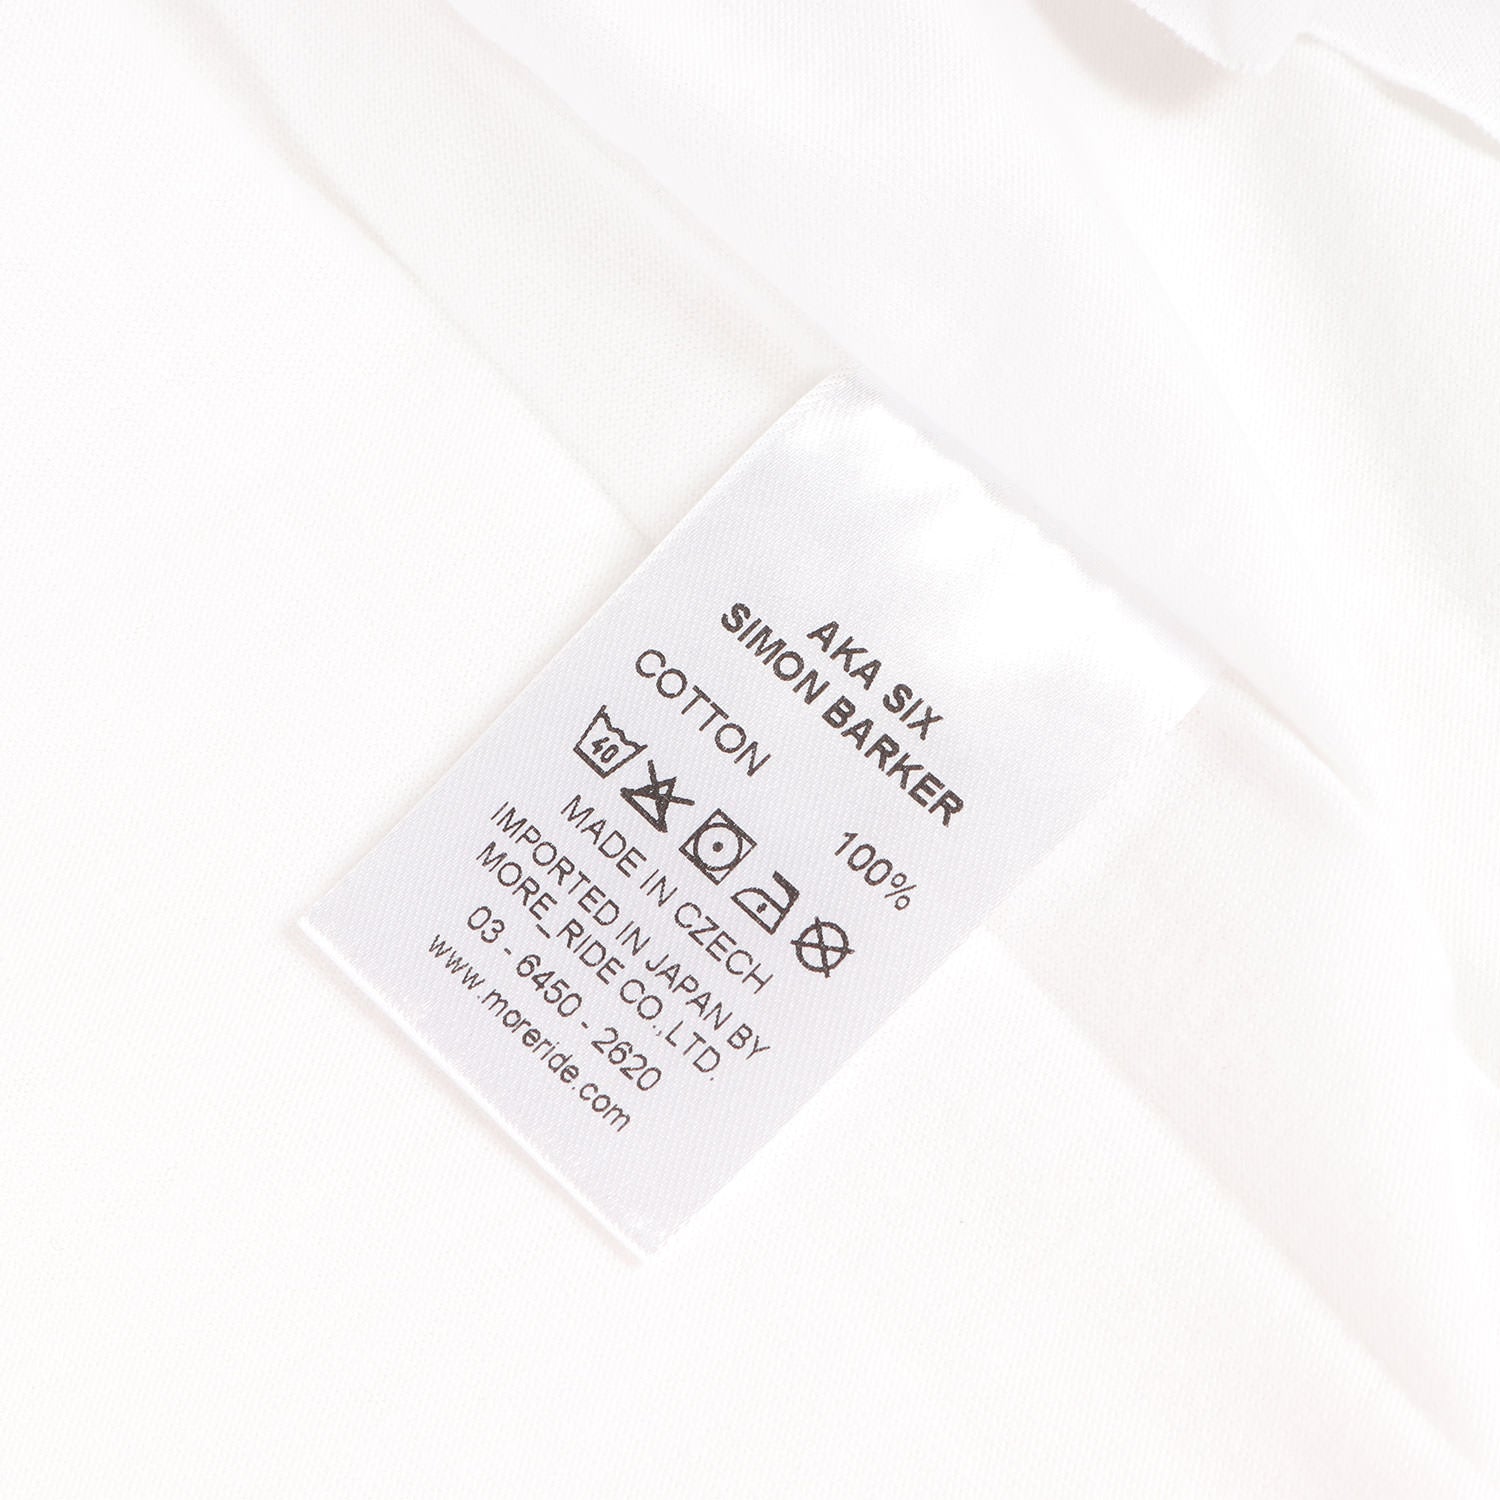 AKA SIX
SIMON BARKER
COTTON 100%
40
MADE IN CZECH
IMPORTED IN JAPAN BY
MORE_RIDE CO.,LTD.
03 - 6450 - 2620
www.moreride.com